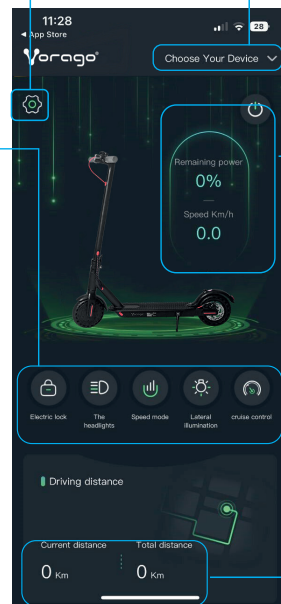 11:28
28
◀ App Store
Vorago®
Choose Your Device
Remaining power
0%
Speed Km/h
0.0
Electric lock
The headlights
Speed mode
Lateral illumination
cruise control
Driving distance
Current distance
Total distance
0 Km
0 Km